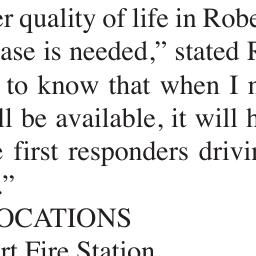 er quality of life in Robe
ase is needed,” stated R
to know that when I n
ll be available, it will h
e first responders drivin
.”
OCATIONS
rt Fire Station